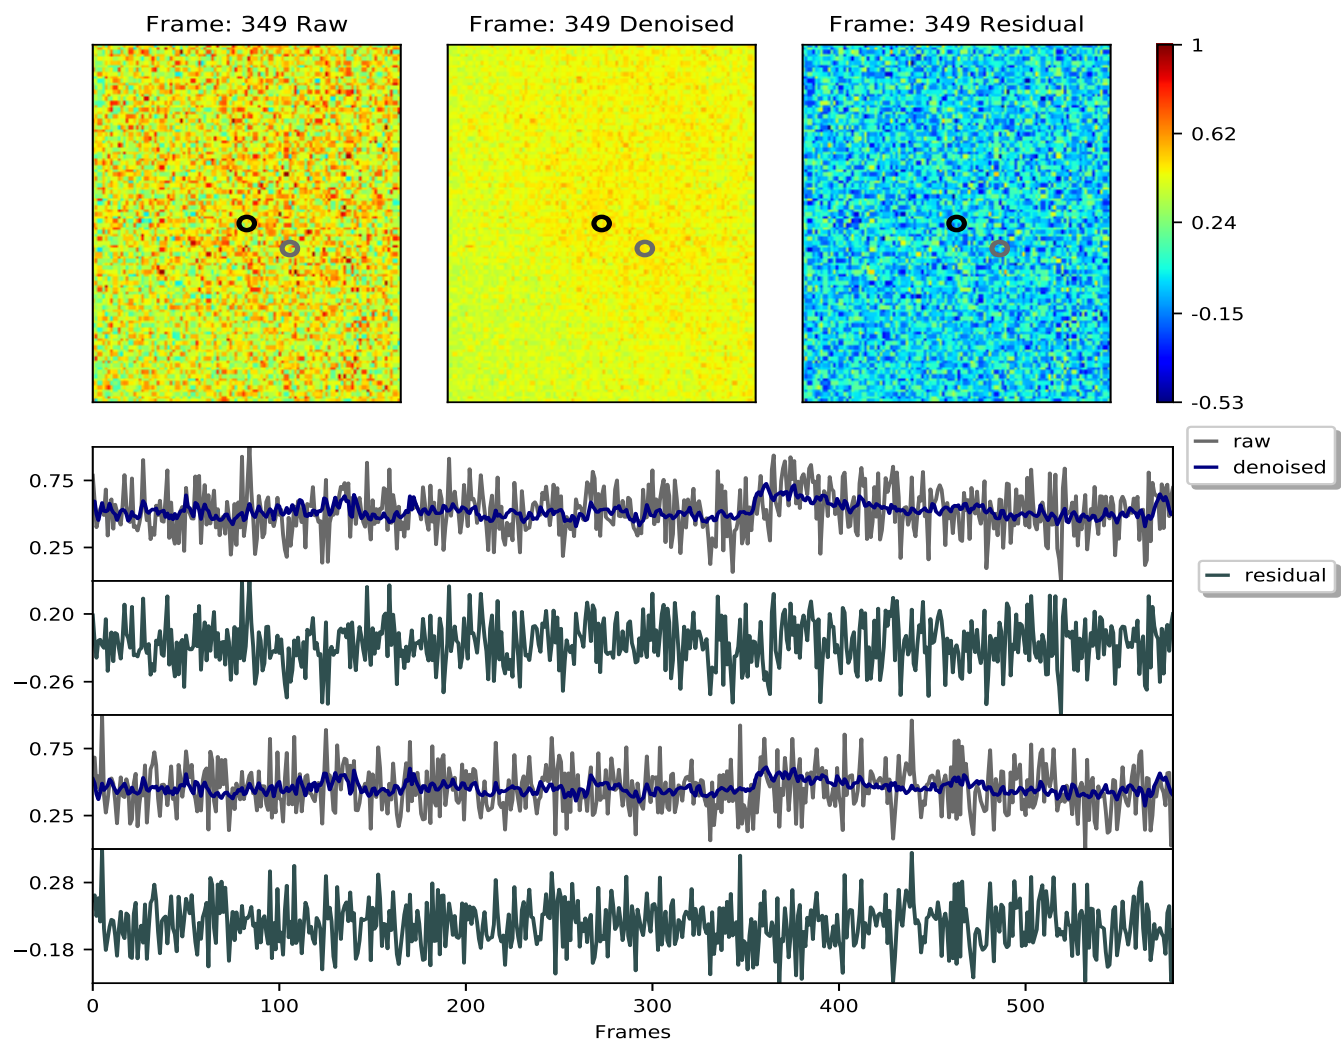 Frame: 349 Raw
Frame: 349 Denoised
Frame: 349 Residual
1
0.62
0.24
-0.15
-0.53
raw
denoised
0.75
0.25
residual
0.20
−0.26
0.75
0.25
0.28
−0.18
0 100 200 300 400 500
Frames